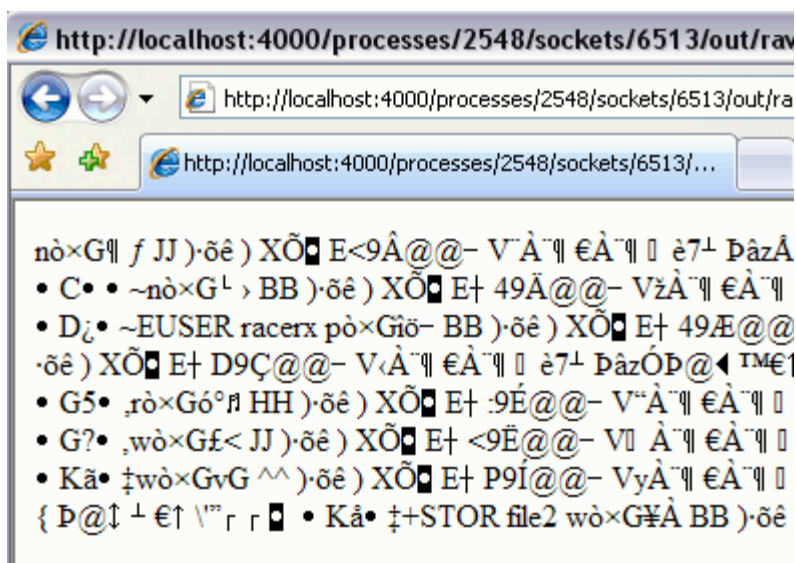 http://localhost:4000/processes/2548/sockets/6513/out/rav
http://localhost:4000/processes/2548/sockets/6513/out/ra
http://localhost:4000/processes/2548/sockets/6513/...
nò×G¶ ƒ JJ )·õê ) XÕ◘ E<9Â@@− V¨À¨¶ €À¨¶ ▯ è7┴ ÞâzÅ
• C• • ~nò×G└ › BB )·õê ) XÕ◘ E† 49Ä@@− VžÀ¨¶ €À¨¶
• D¿• ~EUSER racerx pò×Gîö− BB )·õê ) XÕ◘ E† 49Æ@@
·õê ) XÕ◘ E† D9Ç@@− V‹À¨¶ €À¨¶ ▯ è7┴ ÞâzÓÞ@◄ ™€↑
• G5• ‚rò×Gó°♬ HH )·õê ) XÕ◘ E† :9É@@− V“À¨¶ €À¨¶ ▯
• G?• ‚wò×G£< JJ )·õê ) XÕ◘ E† <9Ë@@− V▯ À¨¶ €À¨¶ ▯
• Kã• ‡wò×GvG ^^ )·õê ) XÕ◘ E† P9Í@@− VyÀ¨¶ €À¨¶ ▯
{ Þ@↕ ┴ €↑ \'"┌ ┌ ◘ • Kå• ‡+STOR file2 wò×G¥À BB )·õê